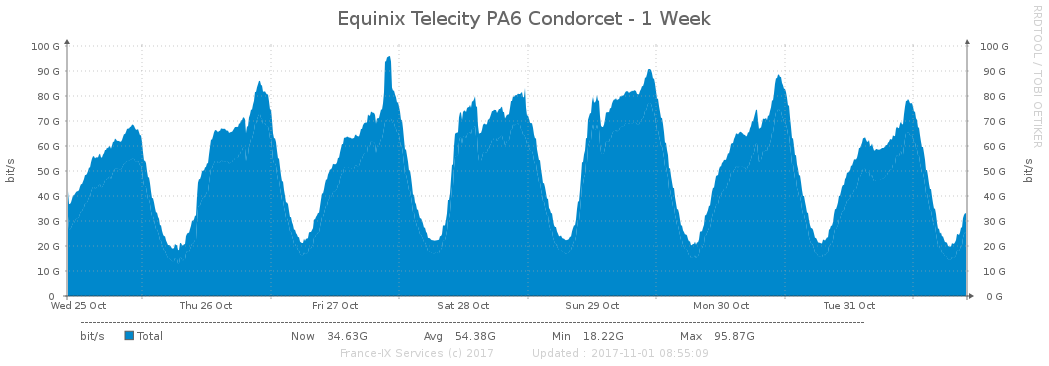 Equinix Telecity PA6 Condorcet - 1 Week
RRDTOOL / TOBI OETIKER
bit/s
100 G
90 G
80 G
70 G
60 G
50 G
40 G
30 G
20 G
10 G
0
100 G
90 G
80 G
70 G
60 G
50 G
40 G
30 G
20 G
10 G
0 G
bit/s
Wed 25 Oct Thu 26 Oct Fri 27 Oct Sat 28 Oct Sun 29 Oct Mon 30 Oct Tue 31 Oct
bit/s Total Now 34.63G Avg 54.38G Min 18.22G Max 95.87G
France-IX Services (c) 2017 Updated : 2017-11-01 08:55:09